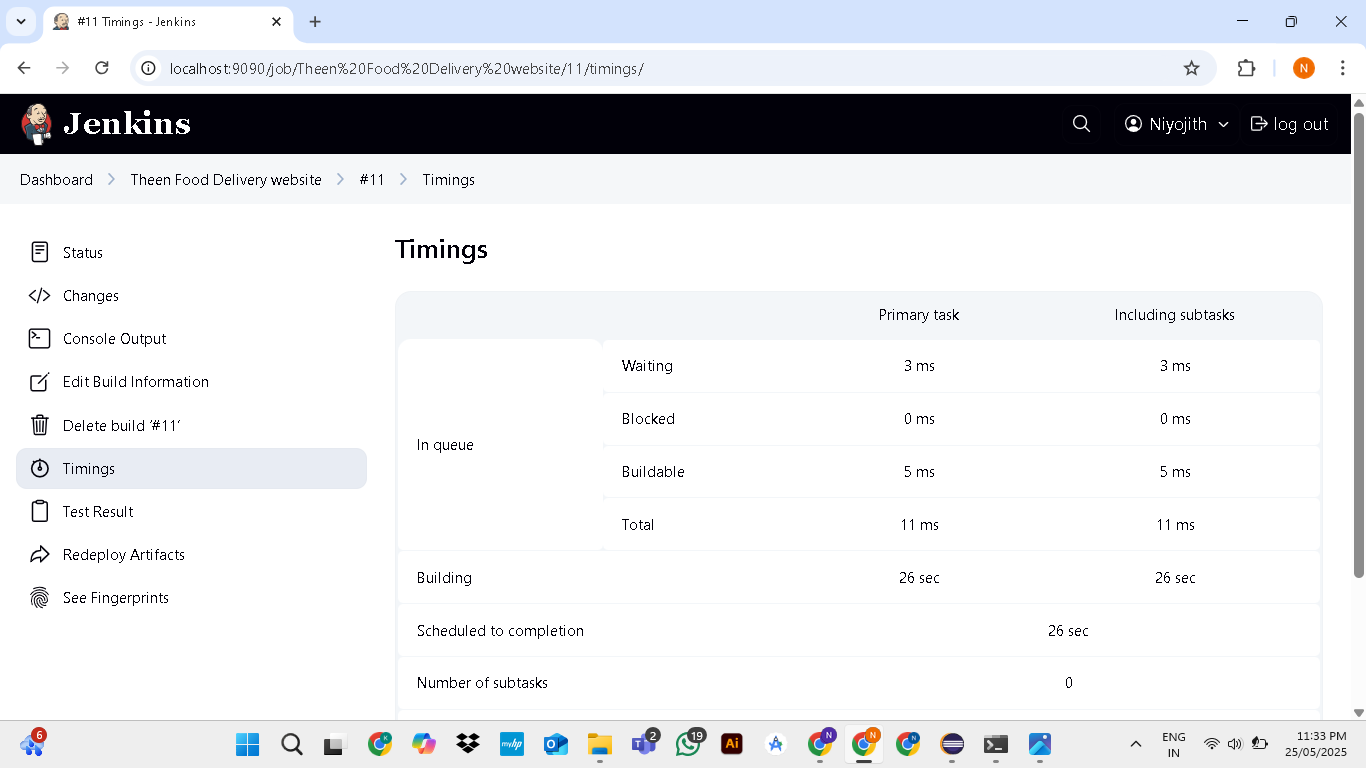 #11 Timings - Jenkins
localhost:9090/job/Theen%20Food%20Delivery%20website/11/timings/
N
Jenkins
Niyojith
log out
Dashboard
Theen Food Delivery website
#11
Timings
Status
Changes
Console Output
Edit Build Information
Delete build ‘#11’
Timings
Test Result
Redeploy Artifacts
See Fingerprints
Timings
Primary task Including subtasks
In queue
Waiting 3 ms 3 ms
Blocked 0 ms 0 ms
Buildable 5 ms 5 ms
Total 11 ms 11 ms
Building 26 sec 26 sec
Scheduled to completion 26 sec
Number of subtasks 0
6
K
myhp
2
19
Ai
N
N
N
ENG
IN
11:33 PM
25/05/2025